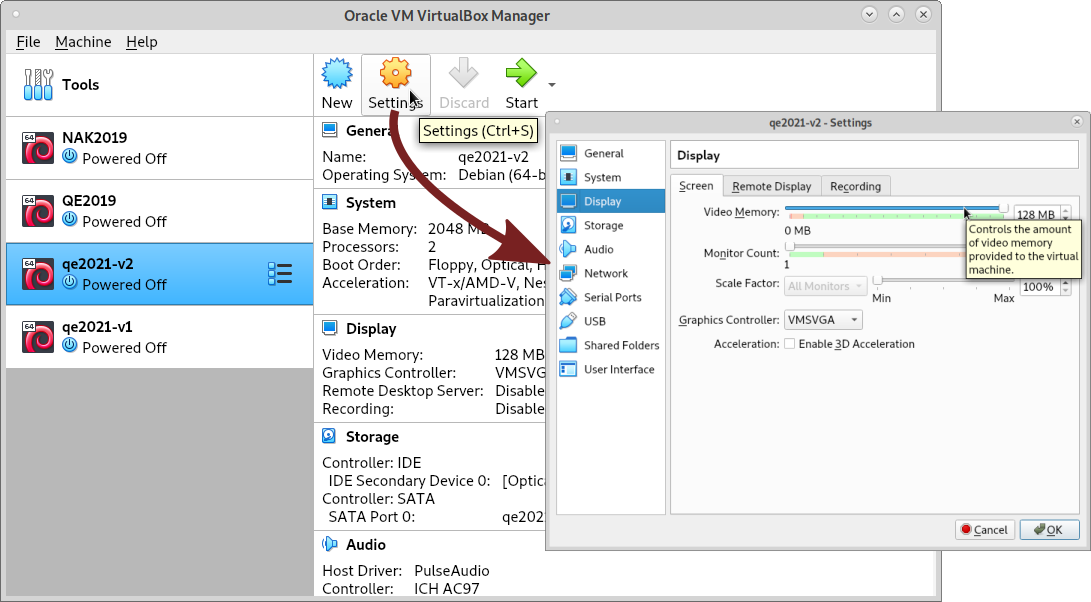 Oracle VM VirtualBox Manager
File Machine Help
Tools
New Settings Discard Start
Settings (Ctrl+S)
64
NAK2019
Powered Off
64
QE2019
Powered Off
64
qe2021-v2
Powered Off
64
qe2021-v1
Powered Off
General
Name: qe2021-v2
Operating System: Debian (64-b
System
Base Memory: 2048 MB
Processors: 2
Boot Order: Floppy, Optical, H
Acceleration: VT-x/AMD-V, Nes
Paravirtualization
Display
Video Memory: 128 MB
Graphics Controller: VMSVG
Remote Desktop Server: Disable
Recording: Disable
Storage
Controller: IDE
IDE Secondary Device 0: [Optica
Controller: SATA
SATA Port 0: qe202
Audio
Host Driver: PulseAudio
Controller: ICH AC97
qe2021-v2 - Settings
General
System
Display
Storage
Audio
Network
Serial Ports
USB
Shared Folders
User Interface
Display
Screen Remote Display Recording
Video Memory: 128 MB
0 MB
Controls the amount
of video memory
provided to the virtual
machine.
Monitor Count:
1
Scale Factor: All Monitors 100%
Min Max
Graphics Controller: VMSVGA
Acceleration: Enable 3D Acceleration
Cancel OK